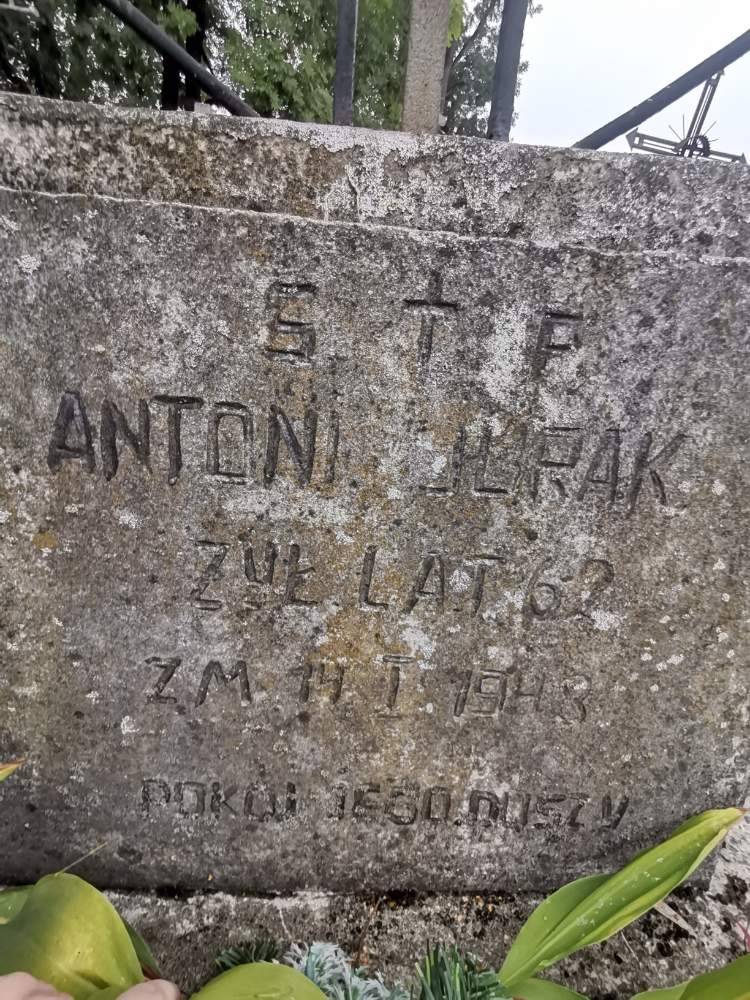 S † P
ANTONI JURAK
ŻYŁ LAT 62
ZM 14 I 1943
POKÓJ JEGO DUSZY